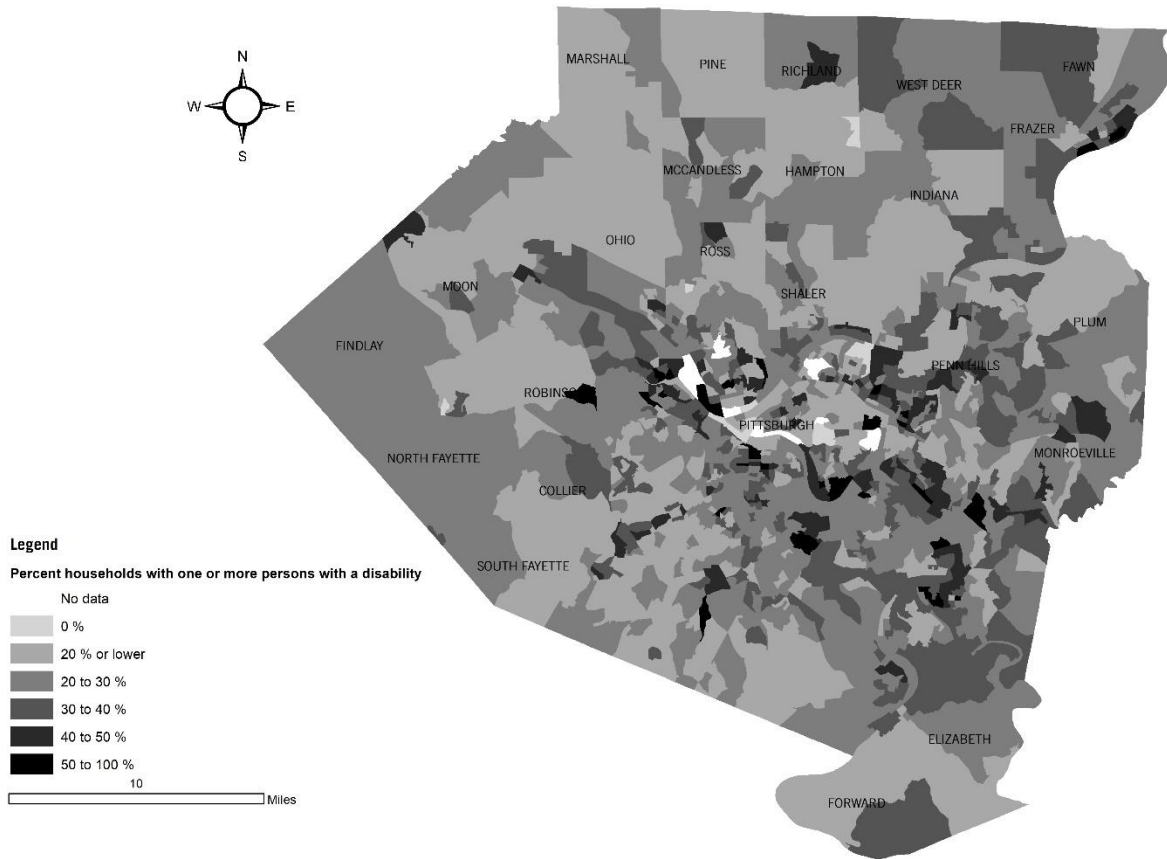 N
W E
S
MARSHALL
PINE
RICHLAND
FAWN
WEST DEER
FRAZER
MCCANDLESS
HAMPTON
INDIANA
OHIO
ROSS
MOON
SHALER
PLUM
FINDLAY
PENN HILLS
ROBINSO
PITTSBURGH
NORTH FAYETTE
MONROEVILLE
COLLIER
SOUTH FAYETTE
ELIZABETH
FORWARD
Legend
Percent households with one or more persons with a disability
No data
0 %
20 % or lower
20 to 30 %
30 to 40 %
40 to 50 %
50 to 100 %
10
Miles